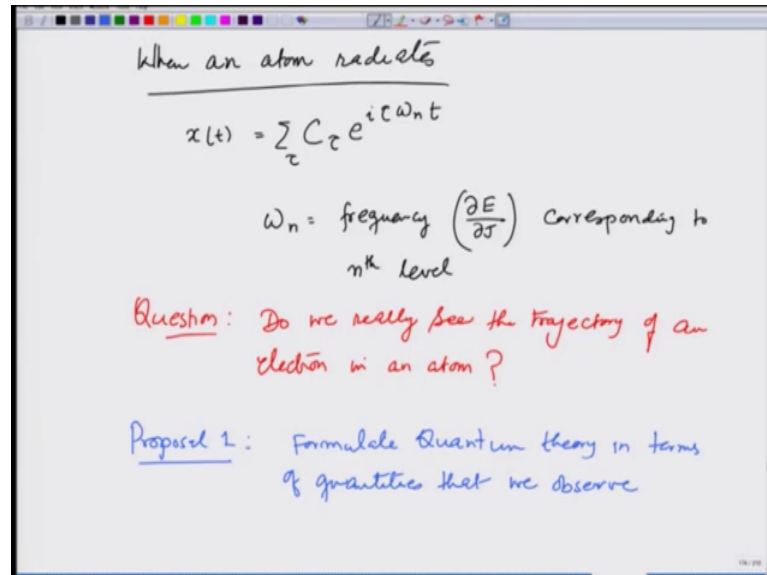 When an atom radiates
x(t) = ∑_τ C_τ e^{iτω_n t}
ω_n = frequency (∂E/∂J) corresponding to
nth level
Question: Do we really see the trajectory of an
electron in an atom ?
Proposal 1: Formulate Quantum theory in terms
of quantities that we observe